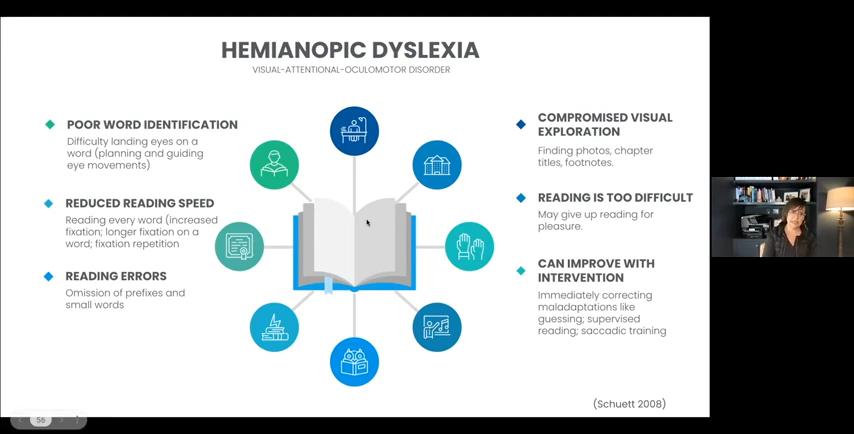 HEMIANOPIC DYSLEXIA
VISUAL-ATTENTIONAL-OCULOMOTOR DISORDER
POOR WORD IDENTIFICATION
Difficulty landing eyes on a
word (planning and guiding
eye movements)
REDUCED READING SPEED
Reading every word (increased
fixation; longer fixation on a
word; fixation repetition
READING ERRORS
Omission of prefixes and
small words
COMPROMISED VISUAL
EXPLORATION
Finding photos, chapter
titles, footnotes.
READING IS TOO DIFFICULT
May give up reading for
pleasure.
CAN IMPROVE WITH
INTERVENTION
Immediately correcting
maladaptations like
guessing; supervised
reading; saccadic training
(Schuett 2008)
56